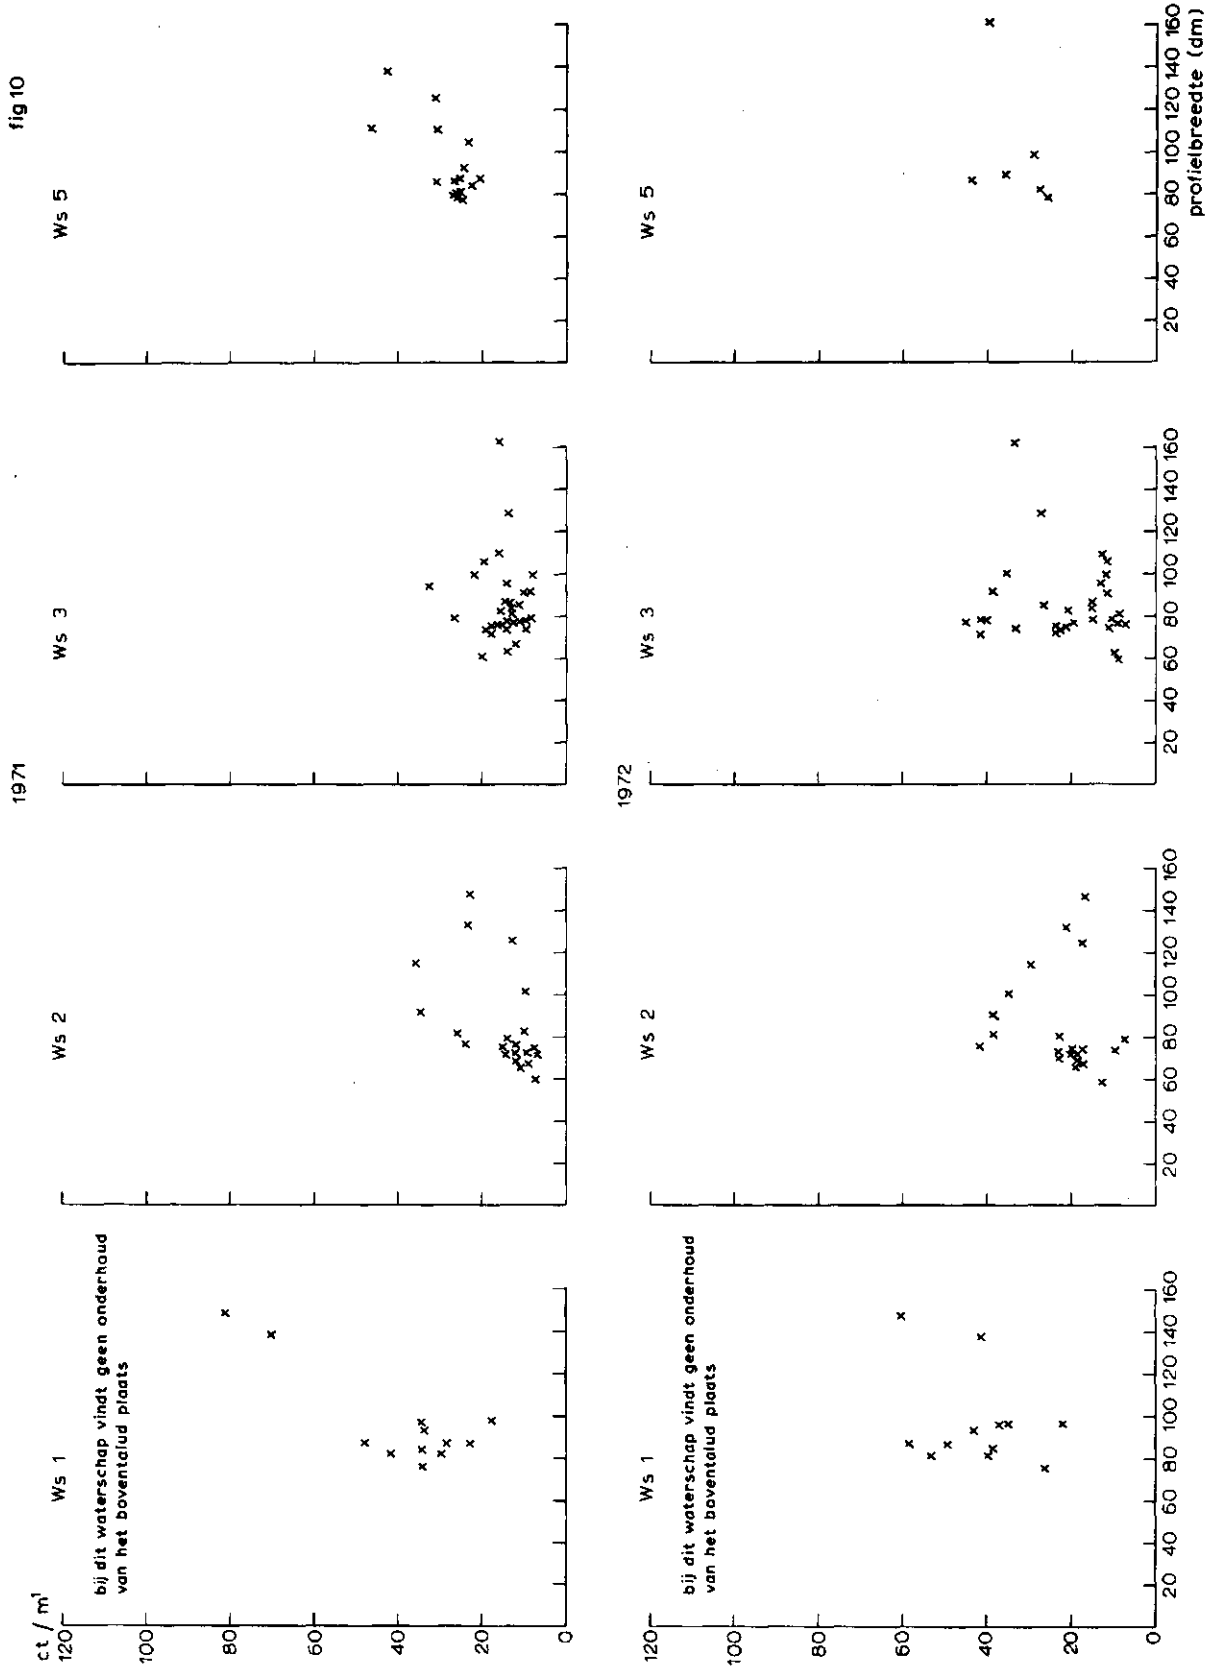 fig 10
1971
ct / m¹
Ws 1
bij dit waterschap vindt geen onderhoud
van het boventalud plaats
Ws 2
Ws 3
Ws 5
120
100
80
60
40
20
0
1972
Ws 1
bij dit waterschap vindt geen onderhoud
van het boventalud plaats
Ws 2
Ws 3
Ws 5
120
100
80
60
40
20
0
20 40 60 80 100 120 140 160
20 40 60 80 100 120 140 160
20 40 60 80 100 120 140 160
20 40 60 80 100 120 140 160
profielbreedte (dm)